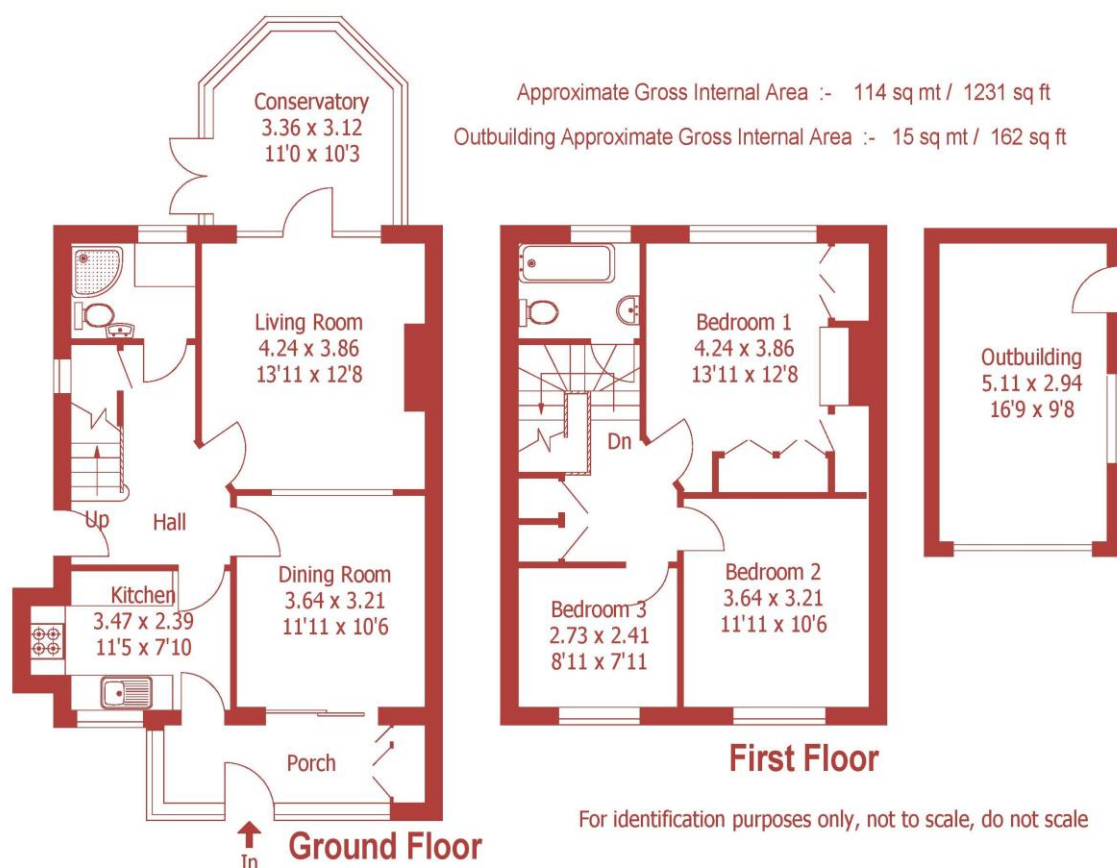 Approximate Gross Internal Area :- 114 sq mt / 1231 sq ft
Outbuilding Approximate Gross Internal Area :- 15 sq mt / 162 sq ft
Conservatory
3.36 x 3.12
11'0 x 10'3
Living Room
4.24 x 3.86
13'11 x 12'8
Up
Hall
Kitchen
3.47 x 2.39
11'5 x 7'10
Dining Room
3.64 x 3.21
11'11 x 10'6
Porch
In
Ground Floor
Bedroom 1
4.24 x 3.86
13'11 x 12'8
Dn
Bedroom 2
3.64 x 3.21
11'11 x 10'6
Bedroom 3
2.73 x 2.41
8'11 x 7'11
First Floor
Outbuilding
5.11 x 2.94
16'9 x 9'8
For identification purposes only, not to scale, do not scale